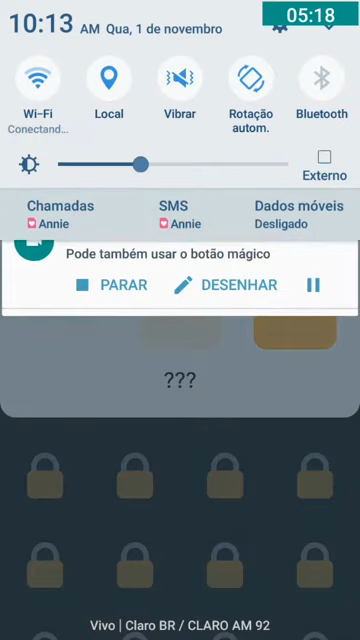 05:18
10:13 AM Qua, 1 de novembro
Wi-Fi
Conectand...
Local
Vibrar
Rotação
autom.
Bluetooth
Externo
Chamadas
Annie
SMS
Annie
Dados móveis
Desligado
Pode também usar o botão mágico
PARAR
DESENHAR
???
Vivo | Claro BR / CLARO AM 92